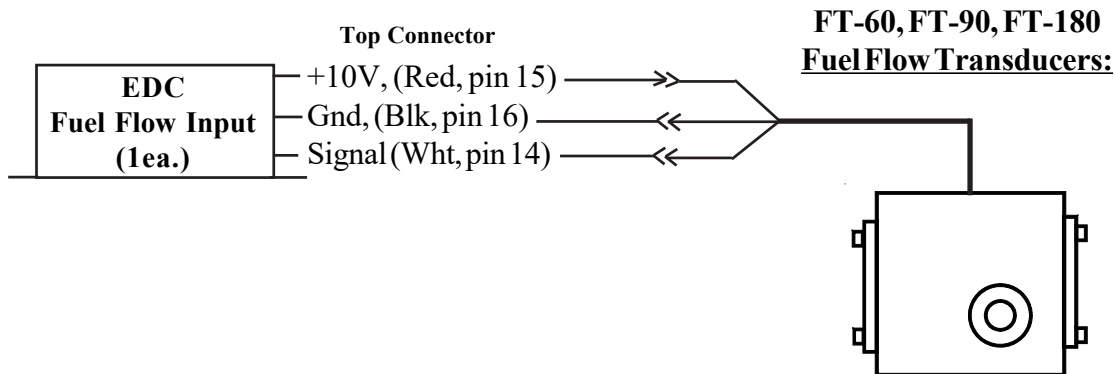 FT-60, FT-90, FT-180
Fuel Flow Transducers:
Top Connector
EDC
Fuel Flow Input
(1ea.)
+10V, (Red, pin 15)
Gnd, (Blk, pin 16)
Signal (Wht, pin 14)